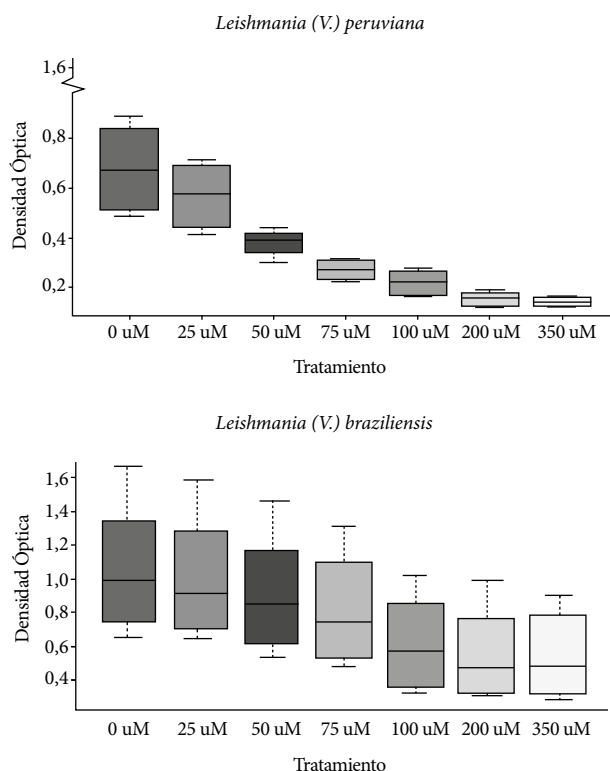 Leishmania (V.) peruviana
1,6
0,8
0,6
0,4
0,2
Densidad Óptica
0 uM 25 uM 50 uM 75 uM 100 uM 200 uM 350 uM
Tratamiento
Leishmania (V.) braziliensis
1,6
1,4
1,2
1,0
0,8
0,6
0,4
Densidad Óptica
0 uM 25 uM 50 uM 75 uM 100 uM 200 uM 350 uM
Tratamiento